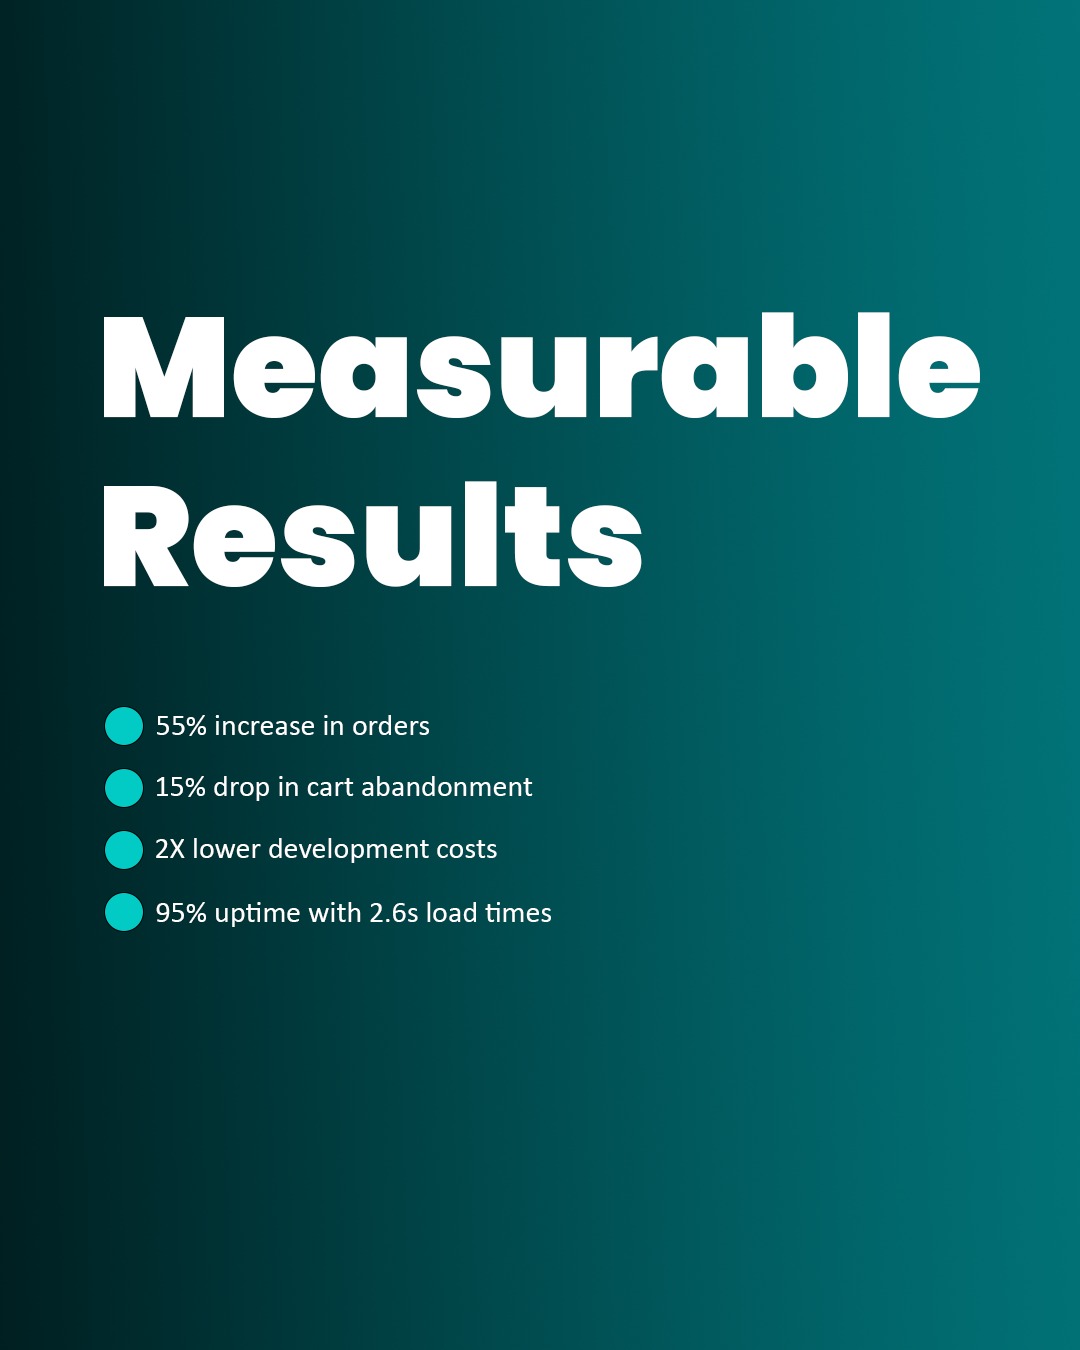 Measurable
Results
55% increase in orders
15% drop in cart abandonment
2X lower development costs
95% uptime with 2.6s load times